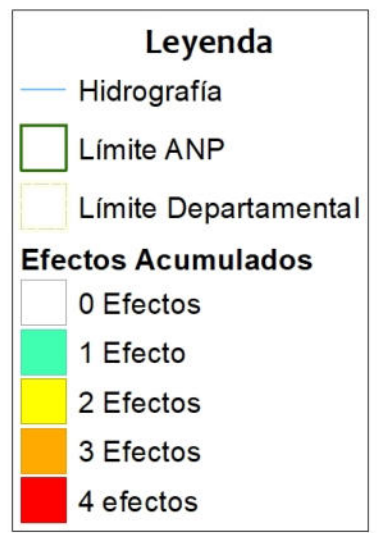 Leyenda
Hidrografía
Límite ANP
Límite Departamental
Efectos Acumulados
0 Efectos
1 Efecto
2 Efectos
3 Efectos
4 efectos